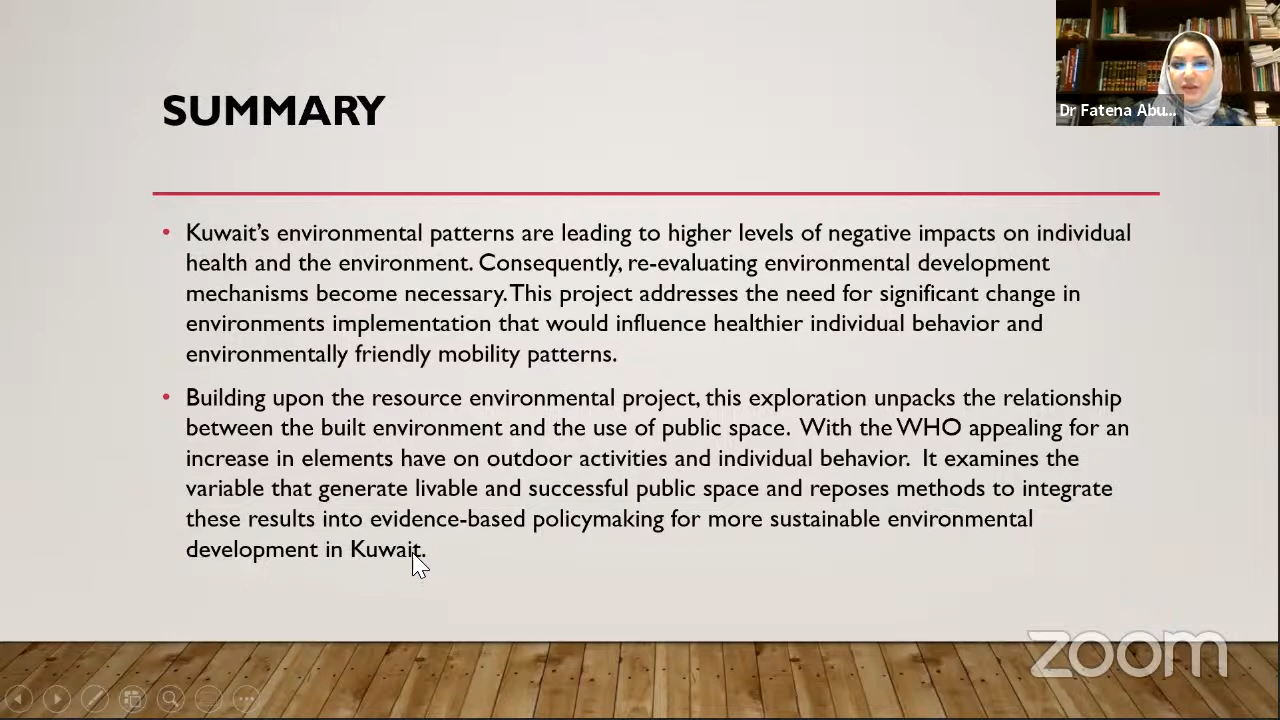 SUMMARY
Dr Fatena Abu...
• Kuwait's environmental patterns are leading to higher levels of negative impacts on individual
health and the environment. Consequently, re-evaluating environmental development
mechanisms become necessary. This project addresses the need for significant change in
environments implementation that would influence healthier individual behavior and
environmentally friendly mobility patterns.
• Building upon the resource environmental project, this exploration unpacks the relationship
between the built environment and the use of public space. With the WHO appealing for an
increase in elements have on outdoor activities and individual behavior. It examines the
variable that generate livable and successful public space and reposes methods to integrate
these results into evidence-based policymaking for more sustainable environmental
development in Kuwait.
zoom